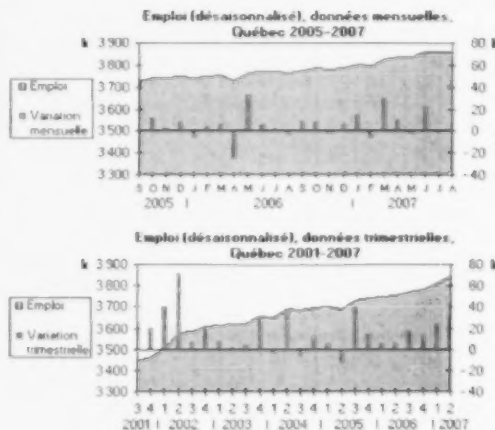 Emploi (désaisonnalisé), données mensuelles,
Québec 2005-2007
k
k
3 900
3 800
3 700
3 600
3 500
3 400
3 300
80
60
40
20
0
-20
-40
Emploi
Variation
mensuelle
S O N D J F M A M J J A S O N D J F M A M J J A
2005 2006 2007
Emploi (désaisonnalisé), données trimestrielles,
Québec 2001-2007
k
k
3 900
3 800
3 700
3 600
3 500
3 400
3 300
80
60
40
20
0
-20
-40
Emploi
Variation
trimestrielle
3 4 1 2 3 4 1 2 3 4 1 2 3 4 1 2 3 4 1 2 3 4 1 2
2001 2002 2003 2004 2005 2006 2007